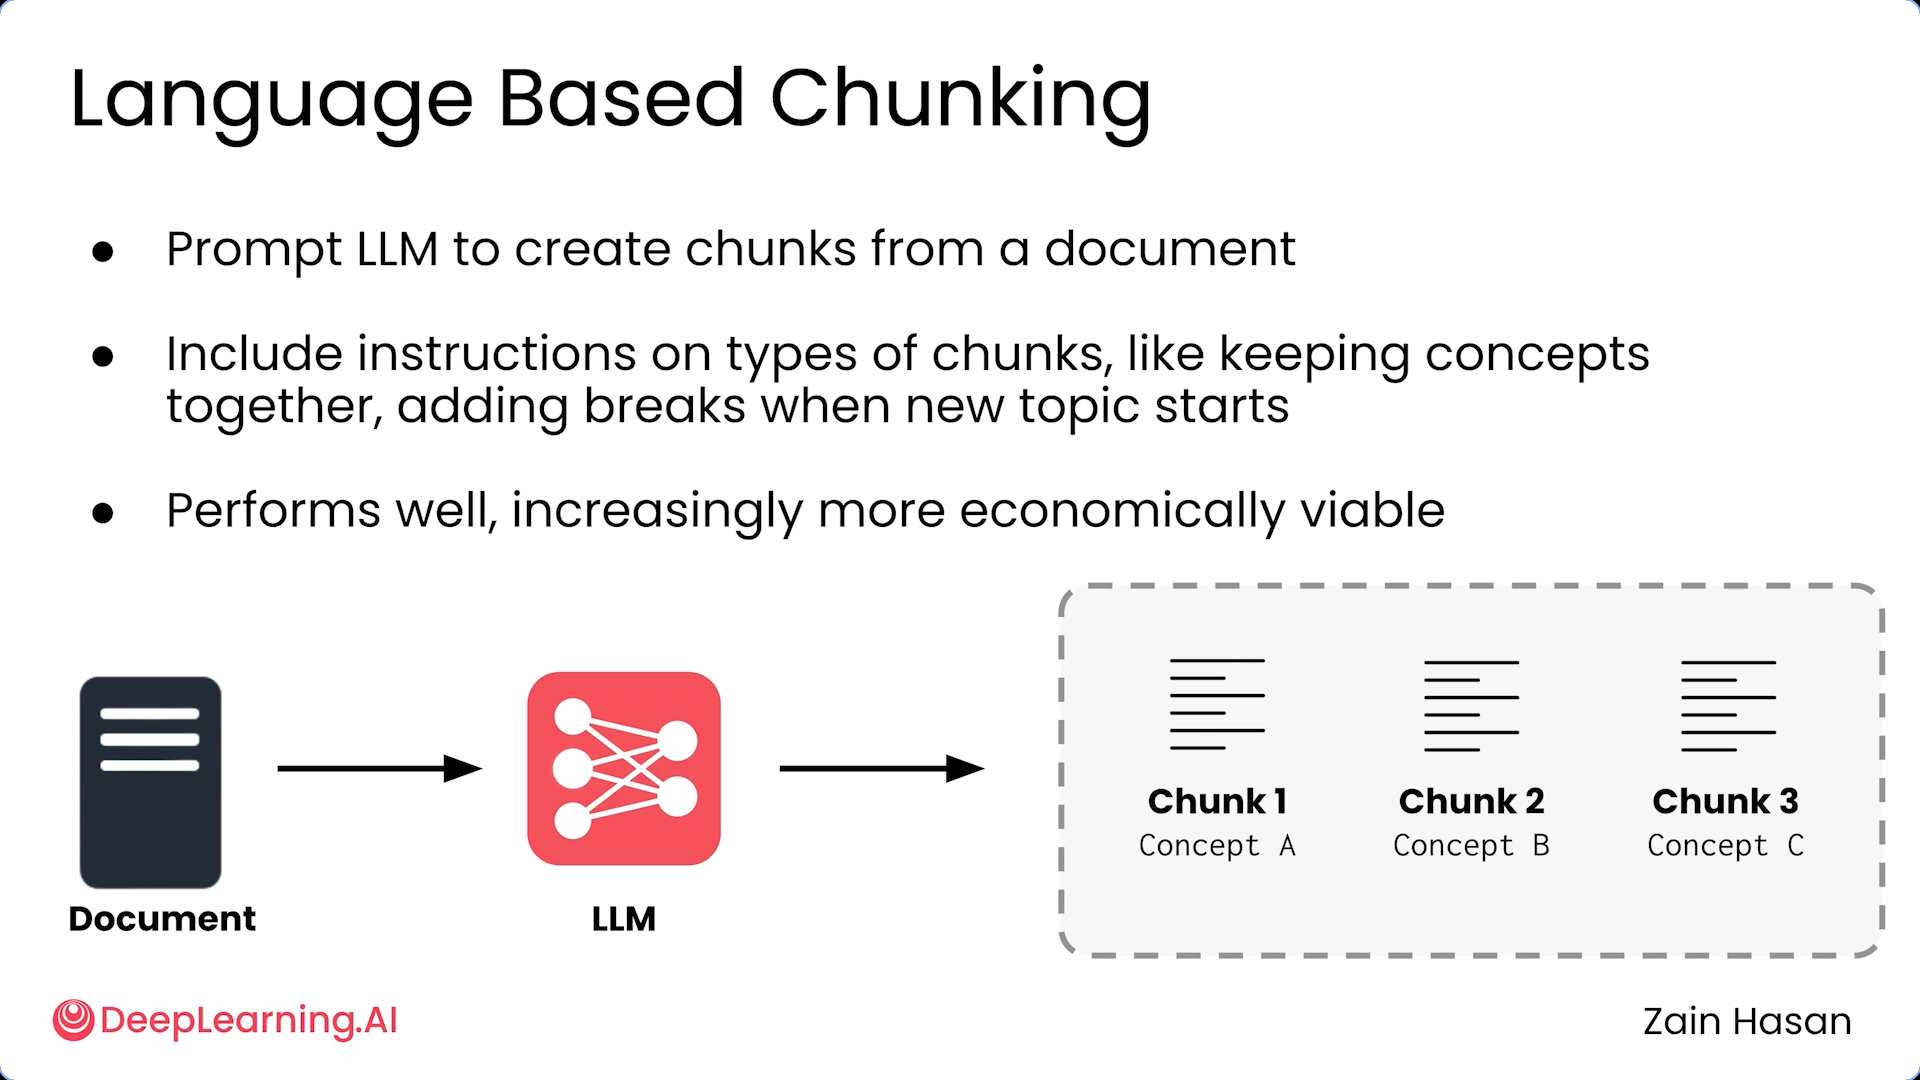 Language Based Chunking
● Prompt LLM to create chunks from a document
● Include instructions on types of chunks, like keeping concepts
together, adding breaks when new topic starts
● Performs well, increasingly more economically viable
Document
LLM
Chunk 1
Concept A
Chunk 2
Concept B
Chunk 3
Concept C
DeepLearning.AI
Zain Hasan